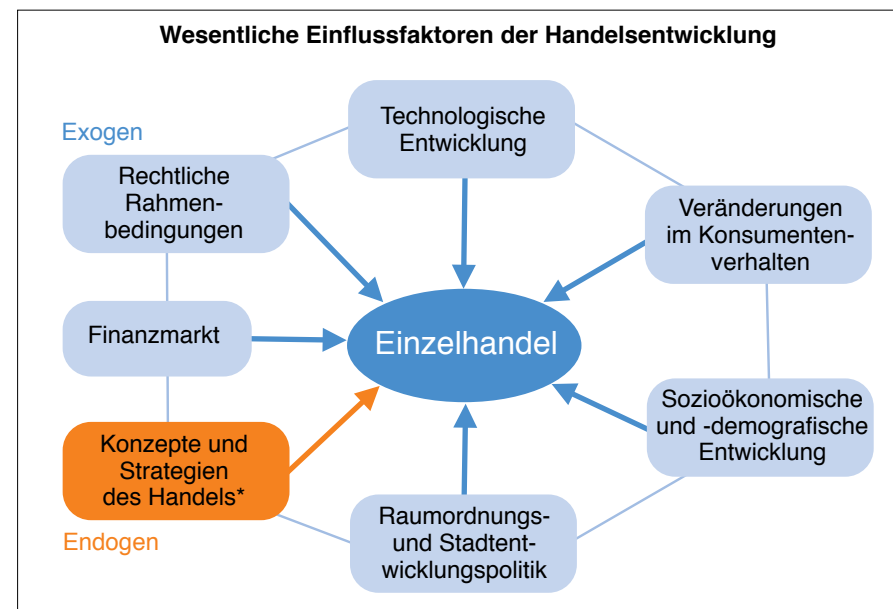 Wesentliche Einflussfaktoren der Handelsentwicklung
Exogen
Technologische
Entwicklung
Rechtliche
Rahmen-
bedingungen
Veränderungen
im Konsumenten-
verhalten
Finanzmarkt
Einzelhandel
Sozioökonomische
und -demografische
Entwicklung
Konzepte und
Strategien
des Handels*
Raumordnungs-
und Stadtent-
wicklungspolitik
Endogen